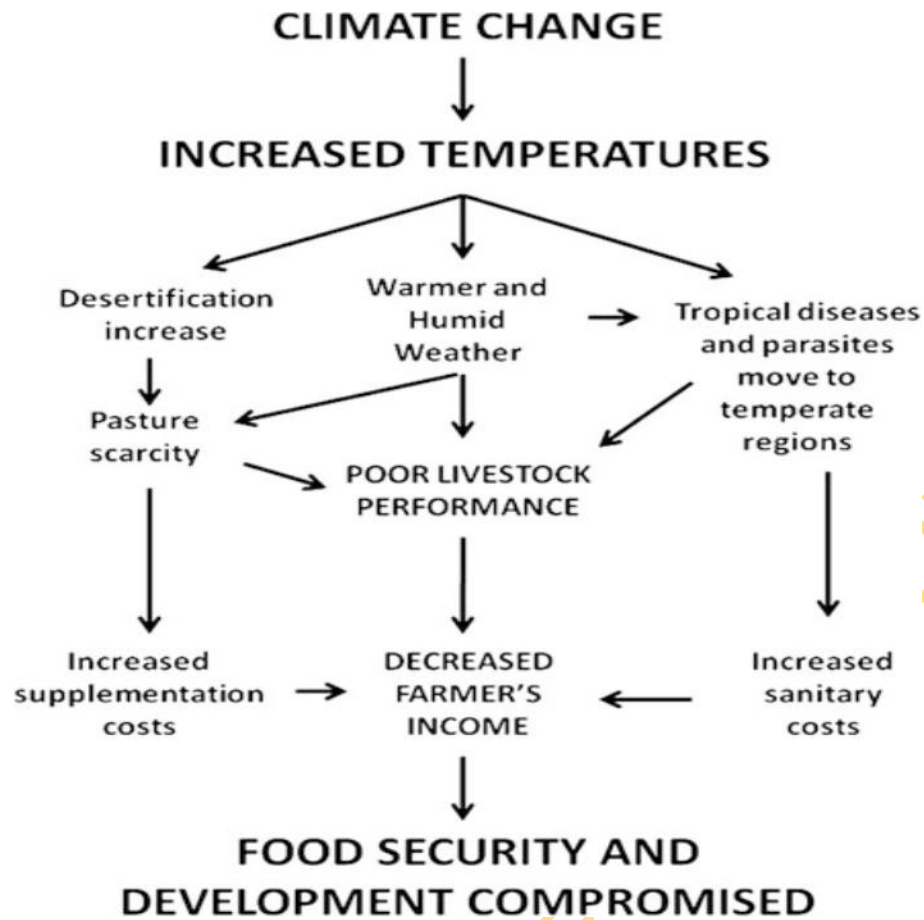 CLIMATE CHANGE
INCREASED TEMPERATURES
Desertification
increase
Warmer and
Humid
Weather
Tropical diseases
and parasites
move to
temperate
regions
Pasture
scarcity
POOR LIVESTOCK
PERFORMANCE
Increased
supplementation
costs
DECREASED
FARMER'S
INCOME
Increased
sanitary
costs
FOOD SECURITY AND
DEVELOPMENT COMPROMISED